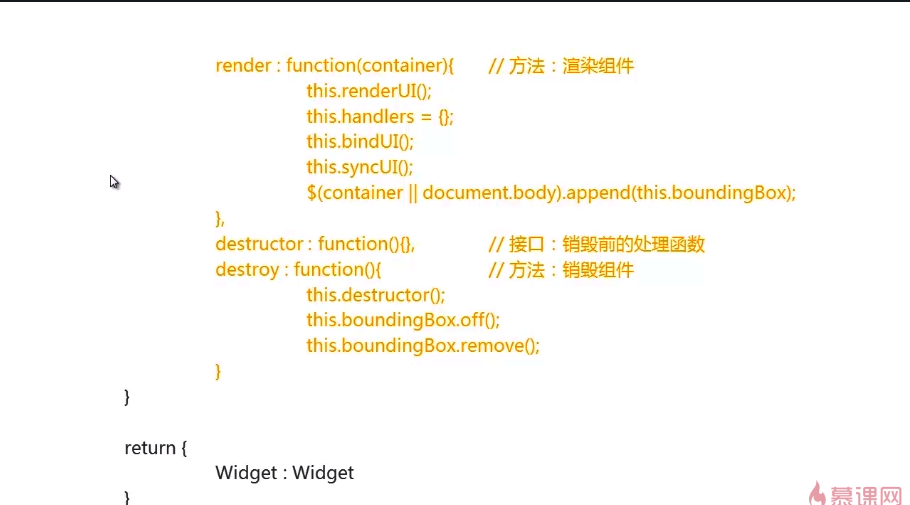 render : function(container){ // 方法：渲染组件
this.renderUI();
this.handlers = {};
this.bindUI();
this.syncUI();
$(container || document.body).append(this.boundingBox);
},
destructor : function(){}, // 接口：销毁前的处理函数
destroy : function(){ // 方法：销毁组件
this.destructor();
this.boundingBox.off();
this.boundingBox.remove();
}
}
return {
Widget : Widget
}
慕课网